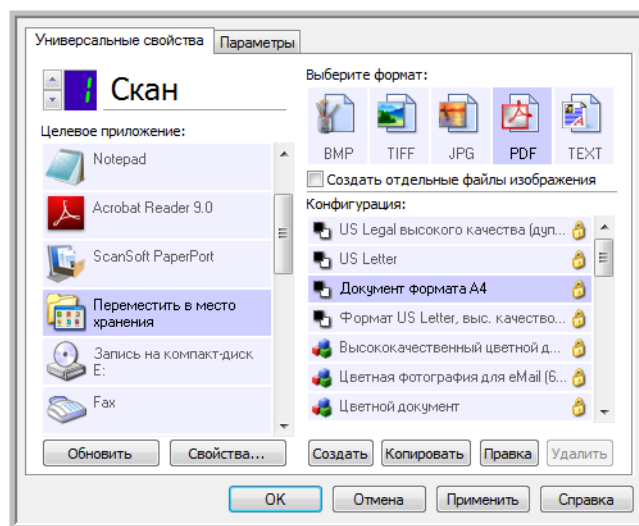 Универсальные свойства
Параметры
1
Скан
Целевое приложение:
Notepad
Acrobat Reader 9.0
ScanSoft PaperPort
Переместить в место
хранения
Запись на компакт-диск
E:
Fax
Обновить
Свойства...
Выберите формат:
BMP
TIFF
JPG
PDF
TEXT
Создать отдельные файлы изображения
Конфигурация:
US Legal высокого качества (дуп...
US Letter
Документ формата A4
Формат US Letter, выс. качество...
Высококачественный цветной д...
Цветная фотография для eMail (6...
Цветной документ
Создать
Копировать
Правка
Удалить
OK
Отмена
Применить
Справка